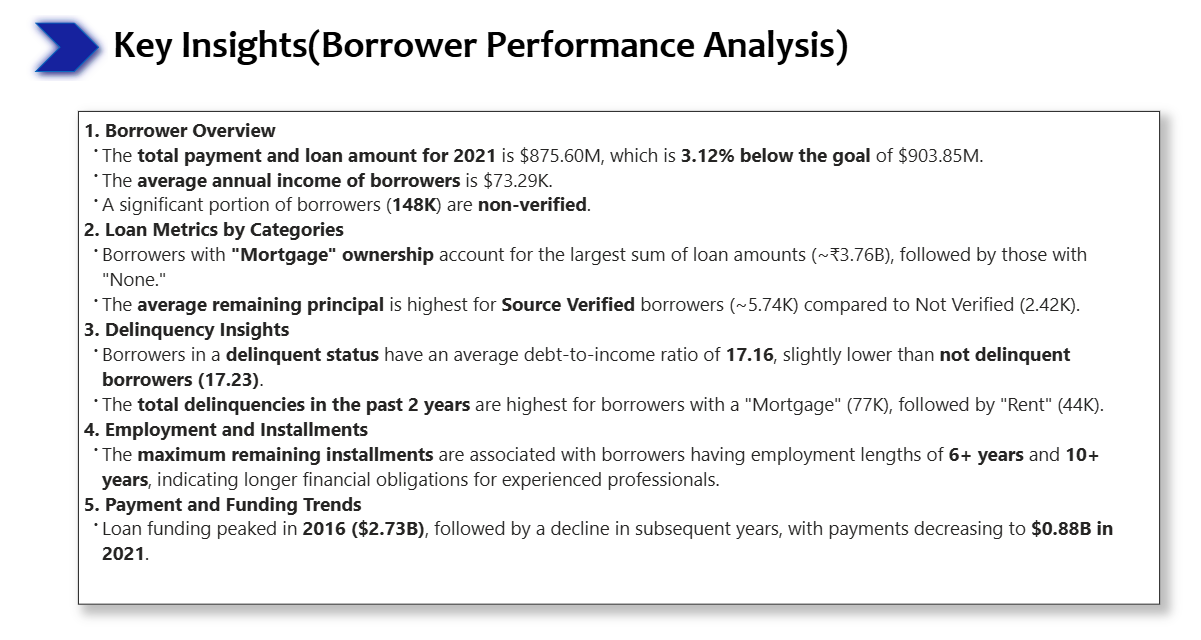 Key Insights(Borrower Performance Analysis)
1. Borrower Overview
• The total payment and loan amount for 2021 is $875.60M, which is 3.12% below the goal of $903.85M.
• The average annual income of borrowers is $73.29K.
• A significant portion of borrowers (148K) are non-verified.
2. Loan Metrics by Categories
• Borrowers with "Mortgage" ownership account for the largest sum of loan amounts (~₹3.76B), followed by those with
"None."
• The average remaining principal is highest for Source Verified borrowers (~5.74K) compared to Not Verified (2.42K).
3. Delinquency Insights
• Borrowers in a delinquent status have an average debt-to-income ratio of 17.16, slightly lower than not delinquent
borrowers (17.23).
• The total delinquencies in the past 2 years are highest for borrowers with a "Mortgage" (77K), followed by "Rent" (44K).
4. Employment and Installments
• The maximum remaining installments are associated with borrowers having employment lengths of 6+ years and 10+
years, indicating longer financial obligations for experienced professionals.
5. Payment and Funding Trends
• Loan funding peaked in 2016 ($2.73B), followed by a decline in subsequent years, with payments decreasing to $0.88B in
2021.